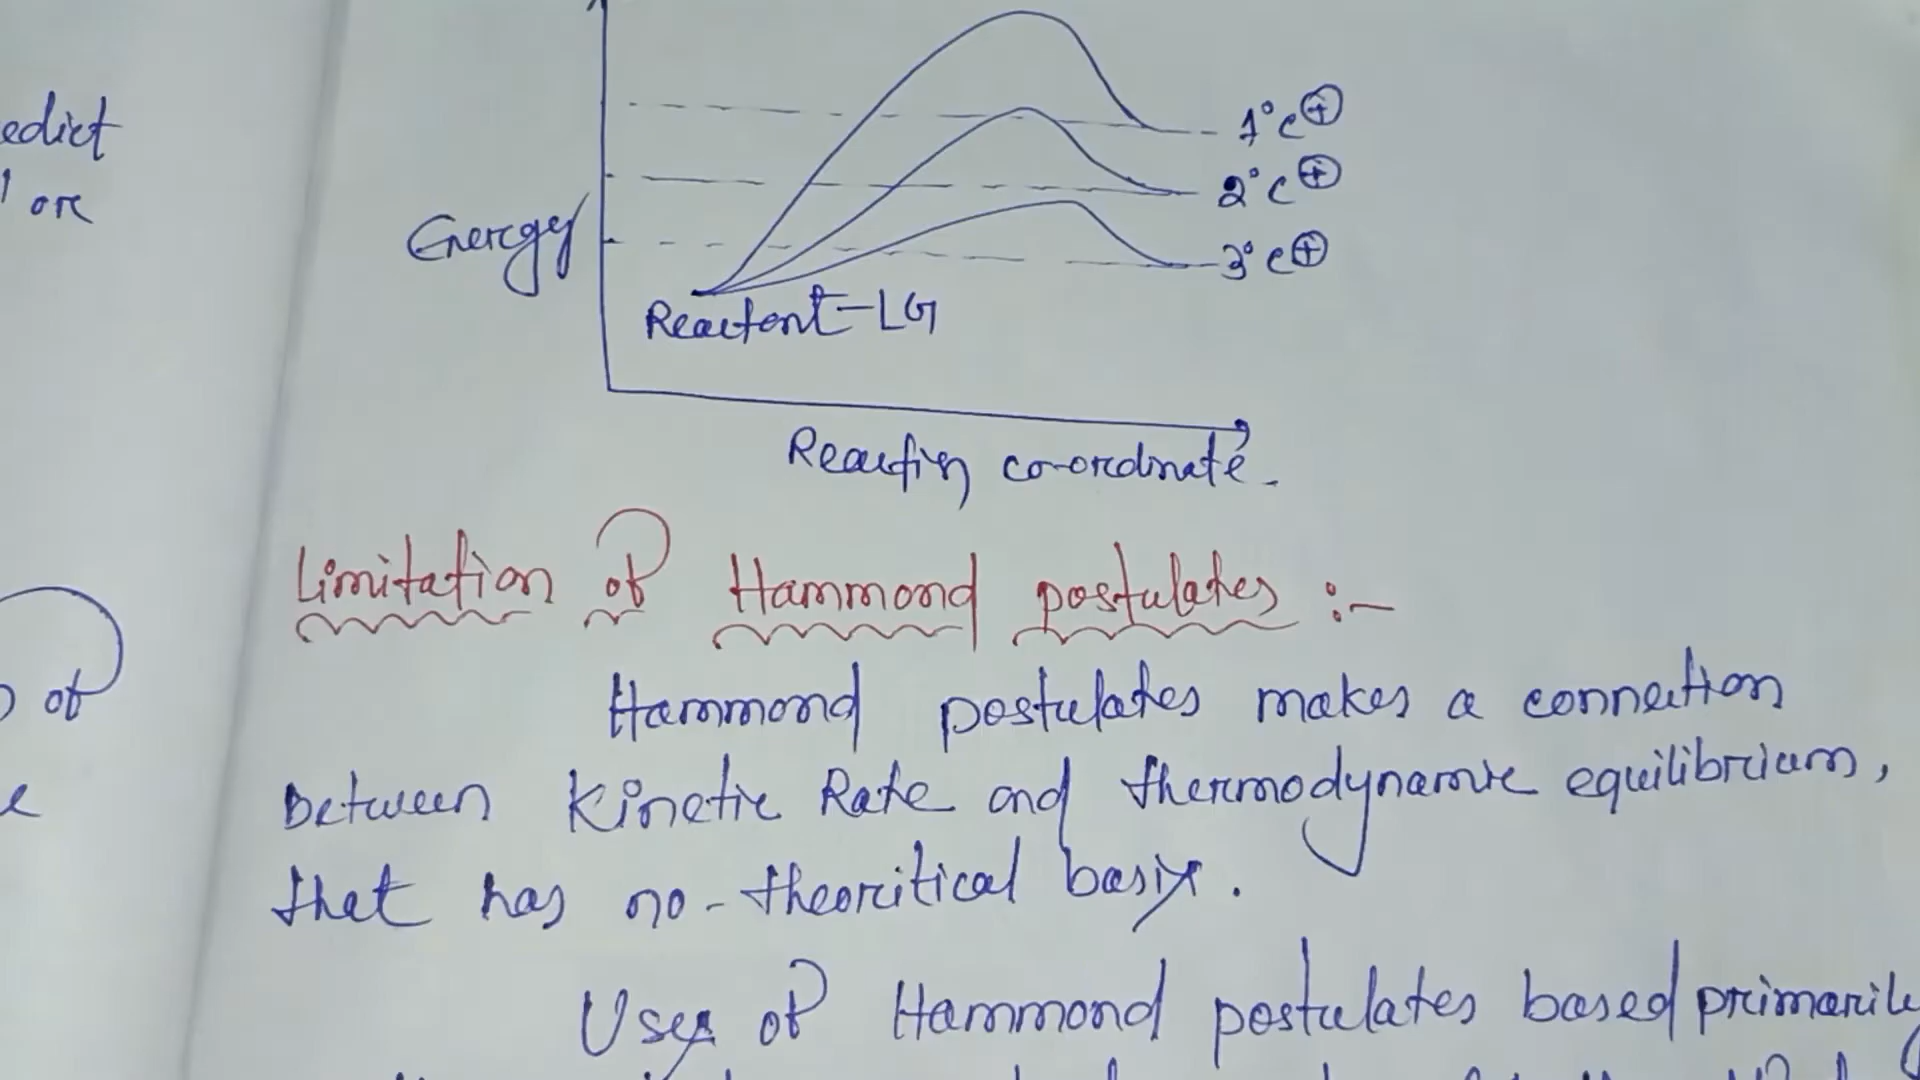 edict
ore
1°C⊕
2°C⊕
3°C⊕
Energy
Reactant-LG
Reaction co-ordinate.
Limitation of Hammond postulates :-
Hammond postulates makes a connection
between Kinetic Rate and thermodynamic equilibrium,
that has no-theoritical basis.
Uses of Hammond postulates based primarily
of
e